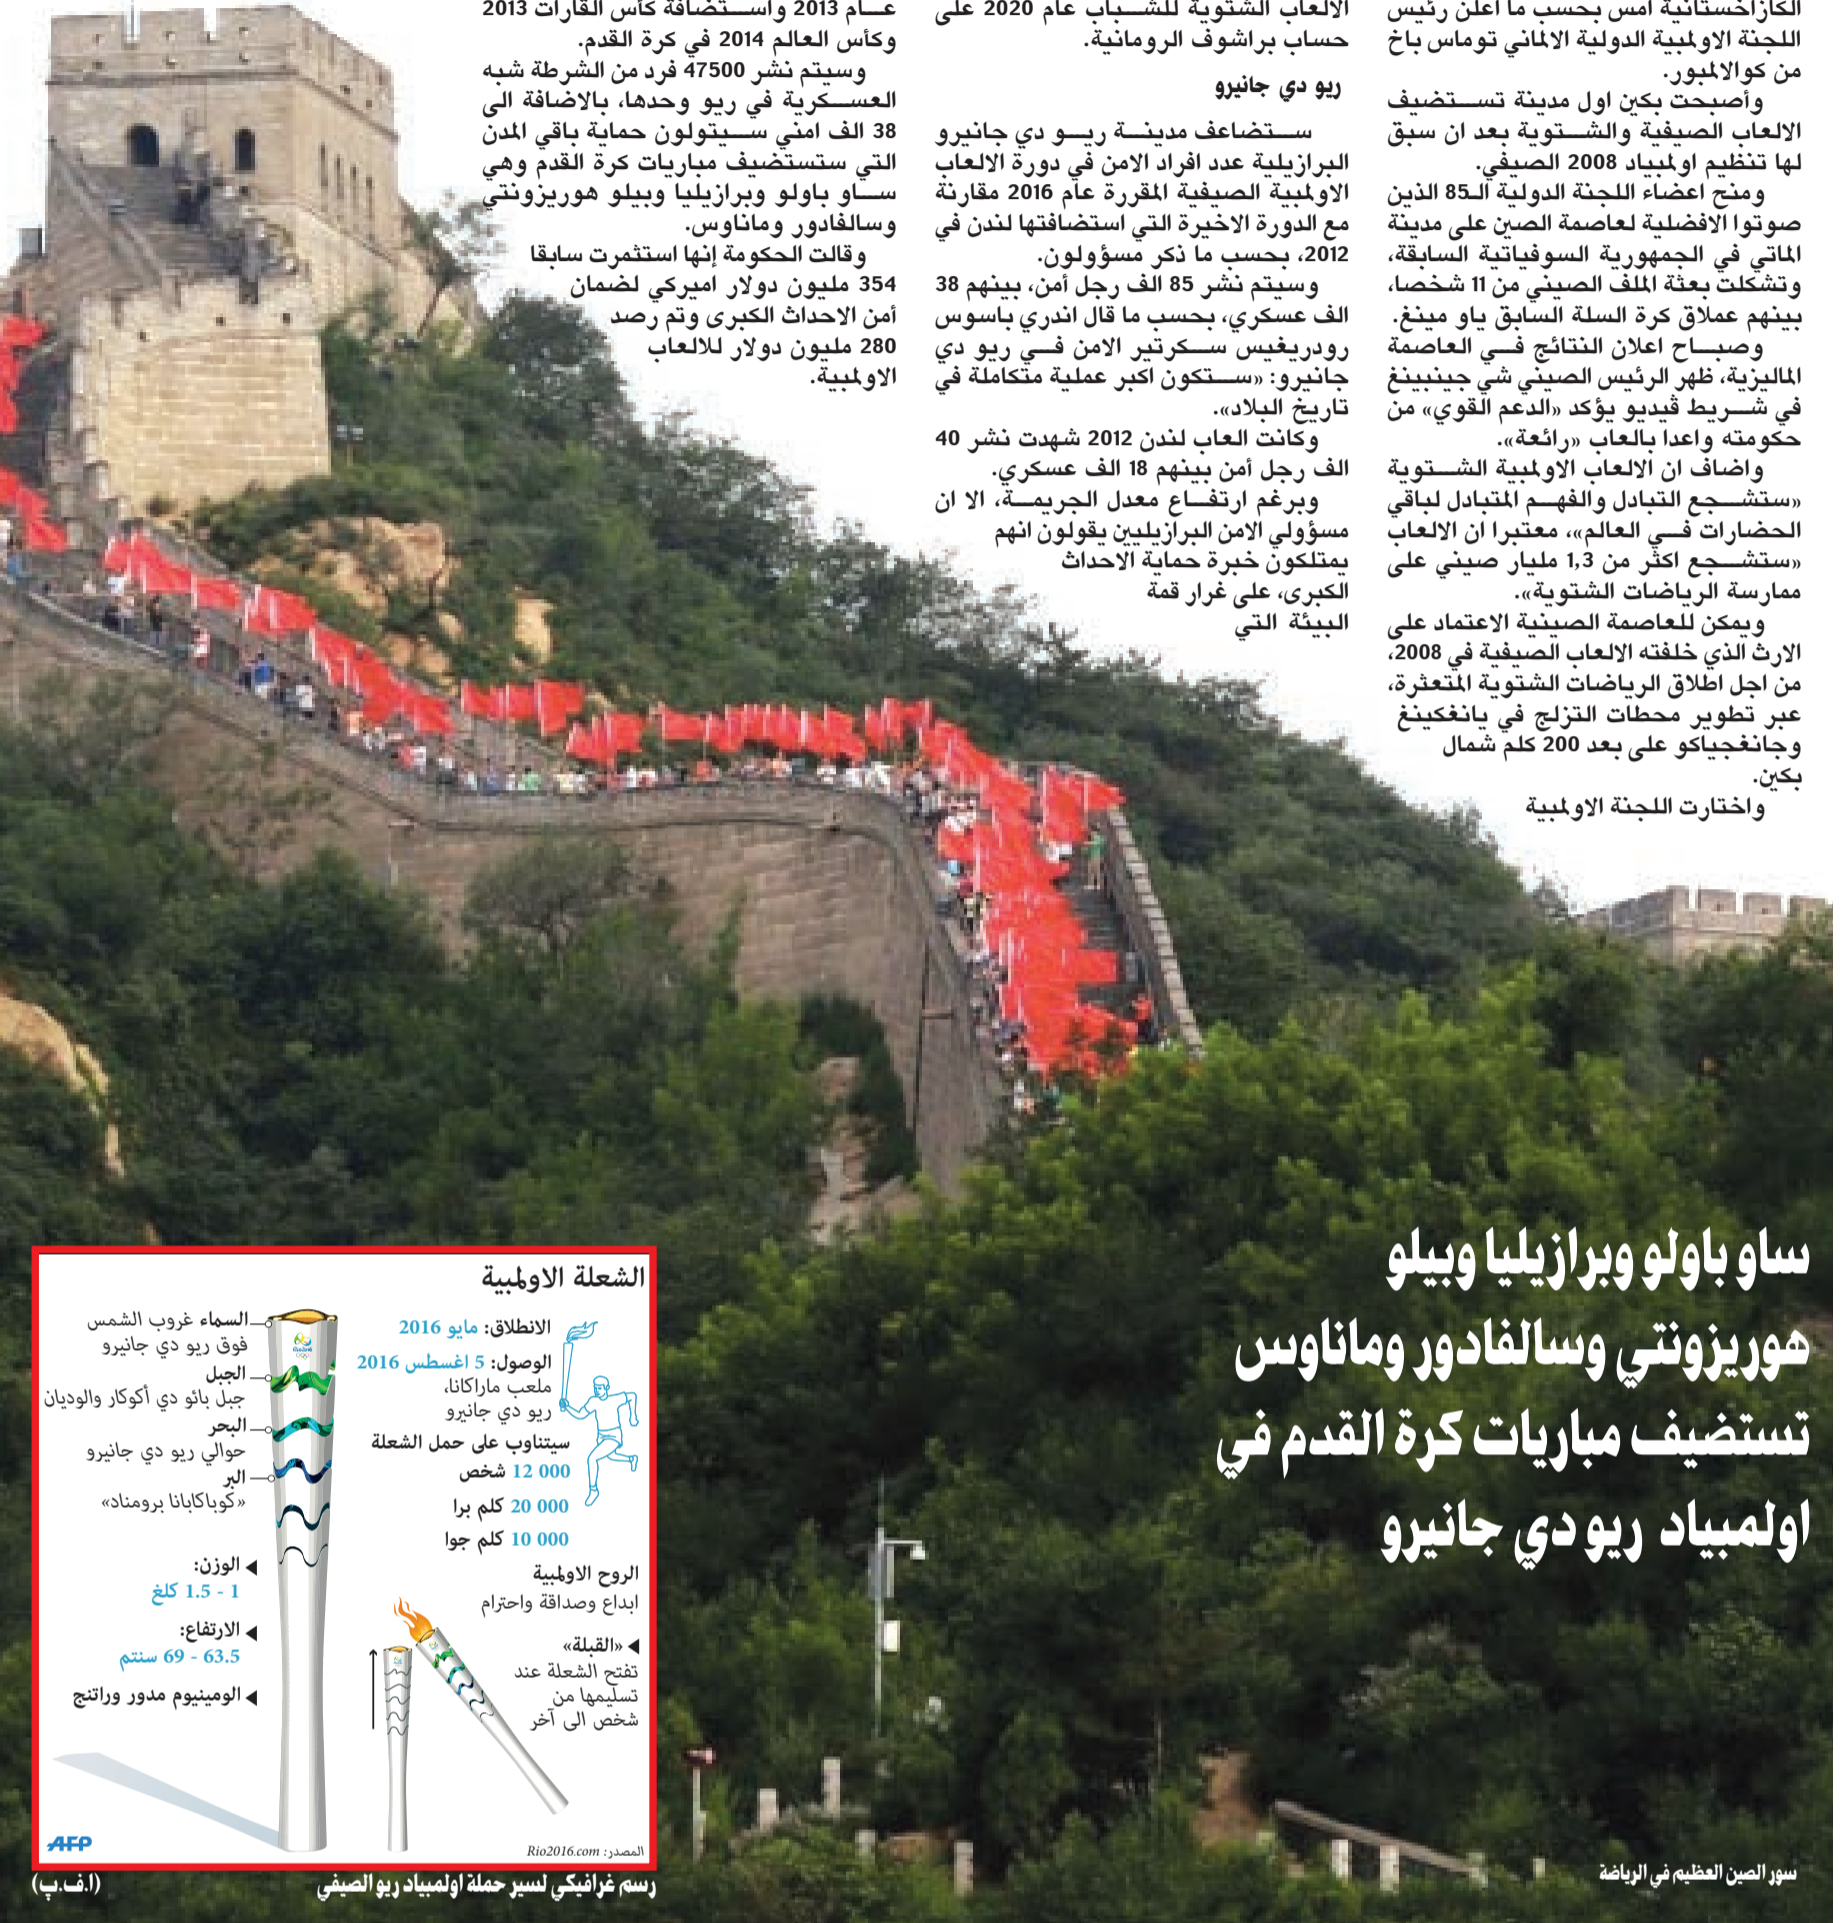 الكازاخستانية امس بحسب ما اعلن رئيس
اللجنة الاولمبية الدولية الالماني توماس باخ
من كوالالمبور.
وأصبحت بكين اول مدينة تستضيف
الالعاب الصيفية والشتوية بعد ان سبق
لها تنظيم اولمبياد 2008 الصيفي.
ومنح اعضاء اللجنة الدولية الـ85 الذين
صوتوا الافضلية لعاصمة الصين على مدينة
الماتي في الجمهورية السوفياتية السابقة،
وتشكلت بعثة الملف الصيني من 11 شخصا،
بينهم عملاق كرة السلة السابق ياو مينغ.
وصباح اعلان النتائج في العاصمة
الماليزية، ظهر الرئيس الصيني شي جينبينغ
في شريط ڤيديو يؤكد «الدعم القوي» من
حكومته واعدا بالعاب «رائعة».
واضاف ان الالعاب الاولمبية الشتوية
«ستشجع التبادل والفهم المتبادل لباقي
الحضارات في العالم»، معتبرا ان الالعاب
«ستشجع اكثر من 1,3 مليار صيني على
ممارسة الرياضات الشتوية».
ويمكن للعاصمة الصينية الاعتماد على
الارث الذي خلفته الالعاب الصيفية في 2008،
من اجل اطلاق الرياضات الشتوية المتعثرة،
عبر تطوير محطات التزلج في يانغكينغ
وجانغجياكو على بعد 200 كلم شمال
بكين.
واختارت اللجنة الاولمبية
الالعاب الشتوية للشباب عام 2020 على
حساب براشوف الرومانية.
ريو دي جانيرو
ستضاعف مدينة ريو دي جانيرو
البرازيلية عدد افراد الامن في دورة الالعاب
الاولمبية الصيفية المقررة عام 2016 مقارنة
مع الدورة الاخيرة التي استضافتها لندن في
2012، بحسب ما ذكر مسؤولون.
وسيتم نشر 85 الف رجل أمن، بينهم 38
الف عسكري، بحسب ما قال اندري باسوس
رودريغيس سكرتير الامن في ريو دي
جانيرو: «ستكون اكبر عملية متكاملة في
تاريخ البلاد».
وكانت العاب لندن 2012 شهدت نشر 40
الف رجل أمن بينهم 18 الف عسكري.
وبرغم ارتفاع معدل الجريمة، الا ان
مسؤولي الامن البرازيليين يقولون انهم
يمتلكون خبرة حماية الاحداث
الكبرى، على غرار قمة
البيئة التي
عام 2013 واستضافة كأس القارات 2013
وكأس العالم 2014 في كرة القدم.
وسيتم نشر 47500 فرد من الشرطة شبه
العسكرية في ريو وحدها، بالاضافة الى
38 الف امني سيتولون حماية باقي المدن
التي ستستضيف مباريات كرة القدم وهي
ساو باولو وبرازيليا وبيلو هوريزونتي
وسالفادور وماناوس.
وقالت الحكومة إنها استثمرت سابقا
354 مليون دولار اميركي لضمان
أمن الاحداث الكبرى وتم رصد
280 مليون دولار للالعاب
الاولمبية.
ساو باولو وبرازيليا وبيلو
هوريزونتي وسالفادور وماناوس
تستضيف مباريات كرة القدم في
اولمبياد ريو دي جانيرو
سور الصين العظيم في الرياضة
الشعلة الاولمبية
الانطلاق: مايو 2016
الوصول: 5 اغسطس 2016
ملعب ماراكانا،
ريو دي جانيرو
سيتناوب على حمل الشعلة
12 000 شخص
20 000 كلم برا
10 000 كلم جوا
الروح الاولمبية
ابداع وصداقة واحترام
«القبلة»
تفتح الشعلة عند
تسليمها من
شخص الى آخر
السماء غروب الشمس
فوق ريو دي جانيرو
الجبل
جبل بائو دي أكوكار والوديان
البحر
حوالي ريو دي جانيرو
البر
«كوباكابانا برومناد»
الوزن:
1 - 1.5 كلغ
الارتفاع:
63.5 - 69 سنتم
الومينيوم مدور وراتنج
المصدر: Rio2016.com
AFP
رسم غرافيكي لسير حملة اولمبياد ريو الصيفي
(ا.ف.پ)